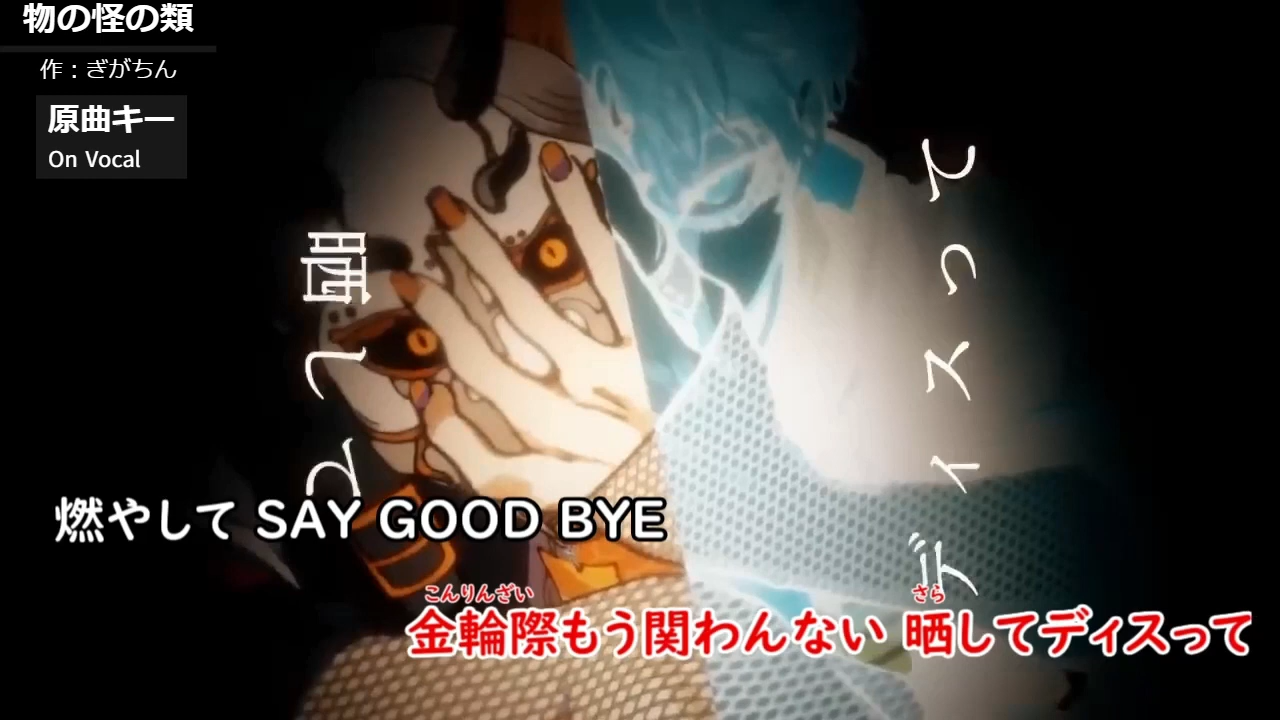 物の怪の類
作：ぎがちん
原曲キー
On Vocal
ディスって
晒して
燃やして SAY GOOD BYE
こんりんざい さら
金輪際もう関わんない 晒してディスって